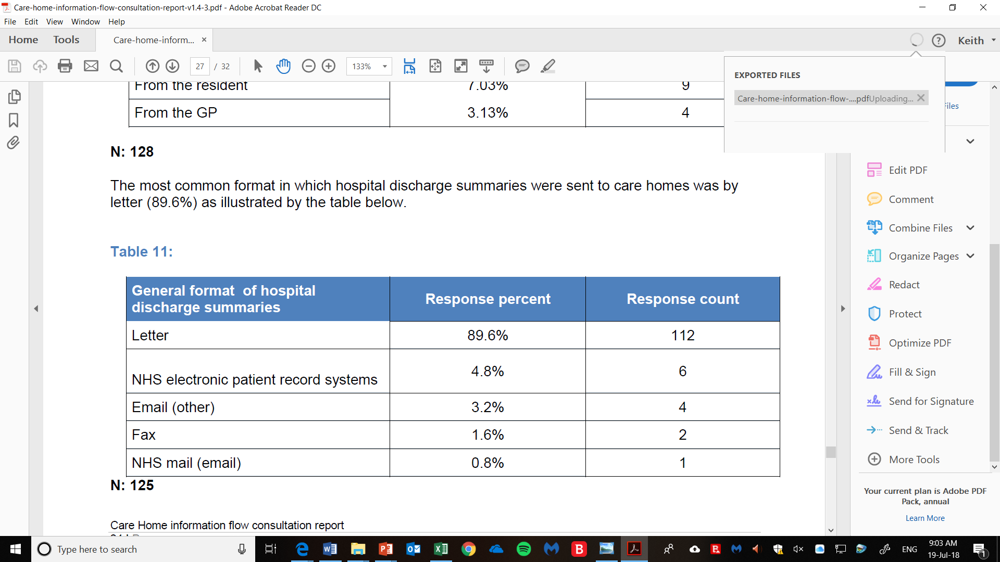 Care-home-information-flow-consultation-report-v1.4-3.pdf - Adobe Acrobat Reader DC
File Edit View Window Help
Home Tools Care-home-inform... × Keith
27 / 32 133%
EXPORTED FILES
Care-home-information-flow-....pdfUploading...
Files
From the resident 7.03% 9
From the GP 3.13% 4
N: 128
The most common format in which hospital discharge summaries were sent to care homes was by
letter (89.6%) as illustrated by the table below.
Table 11:
General format of hospital
discharge summaries Response percent Response count
Letter 89.6% 112
NHS electronic patient record systems 4.8% 6
Email (other) 3.2% 4
Fax 1.6% 2
NHS mail (email) 0.8% 1
N: 125
Care Home information flow consultation report
Edit PDF
Comment
Combine Files
Organize Pages
Redact
Protect
Optimize PDF
Fill & Sign
Send for Signature
Send & Track
More Tools
Your current plan is Adobe PDF
Pack, annual
Learn More
Type here to search
ENG
9:03 AM
19-Jul-18
1